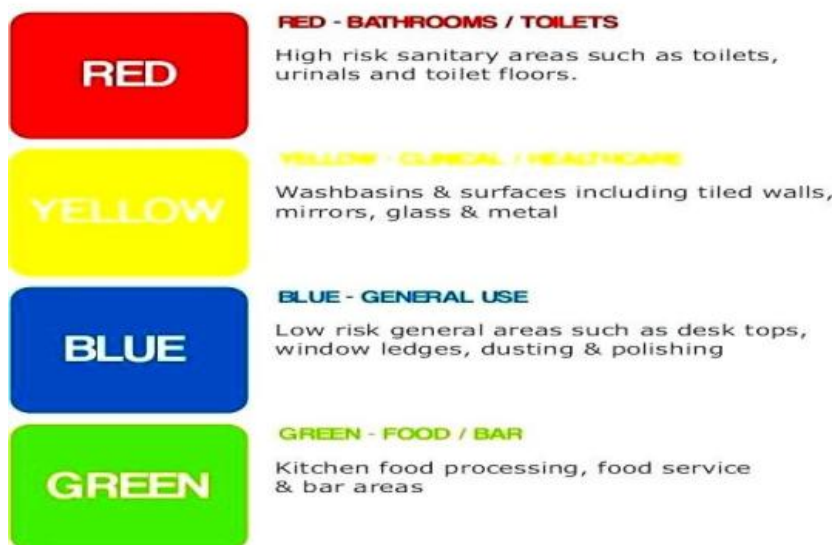 RED
RED - BATHROOMS / TOILETS
High risk sanitary areas such as toilets,
urinals and toilet floors.
YELLOW
YELLOW - CLINICAL / HEALTHCARE
Washbasins & surfaces including tiled walls,
mirrors, glass & metal
BLUE
BLUE - GENERAL USE
Low risk general areas such as desk tops,
window ledges, dusting & polishing
GREEN
GREEN - FOOD / BAR
Kitchen food processing, food service
& bar areas